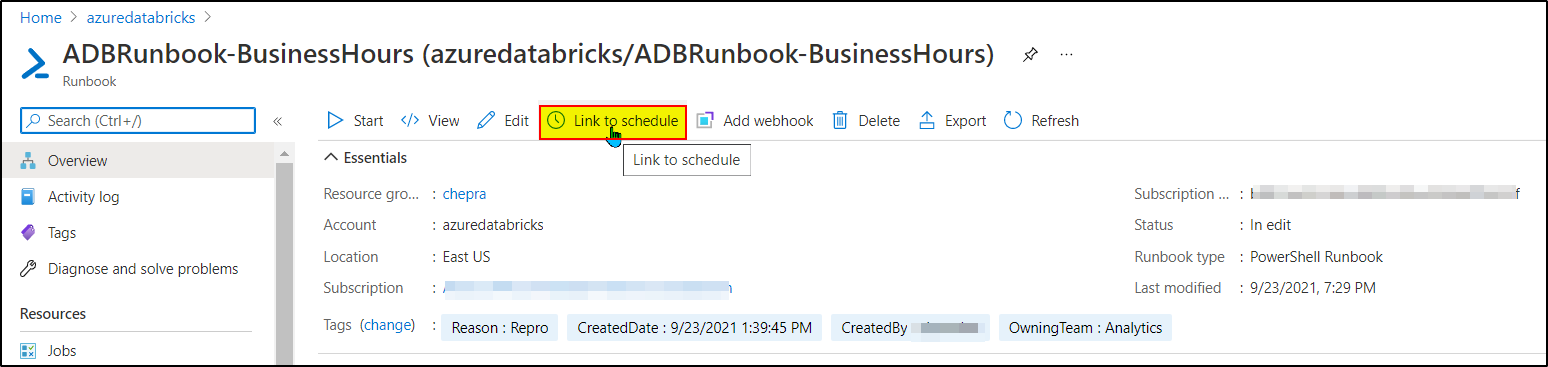 Home > azuredatabricks >
ADBRunbook-BusinessHours (azuredatabricks/ADBRunbook-BusinessHours) ...
Runbook
Search (Ctrl+/) «
Start </> View Edit Link to schedule Add webhook Delete Export Refresh
Link to schedule
Overview
Activity log
Tags
Diagnose and solve problems
Resources
Jobs
Essentials
Resource gro... : chepra
Account : azuredatabricks
Location : East US
Subscription :
Subscription ... :
Status : In edit
Runbook type : PowerShell Runbook
Last modified : 9/23/2021, 7:29 PM
Tags (change) : Reason : Repro CreatedDate : 9/23/2021 1:39:45 PM CreatedBy OwningTeam : Analytics